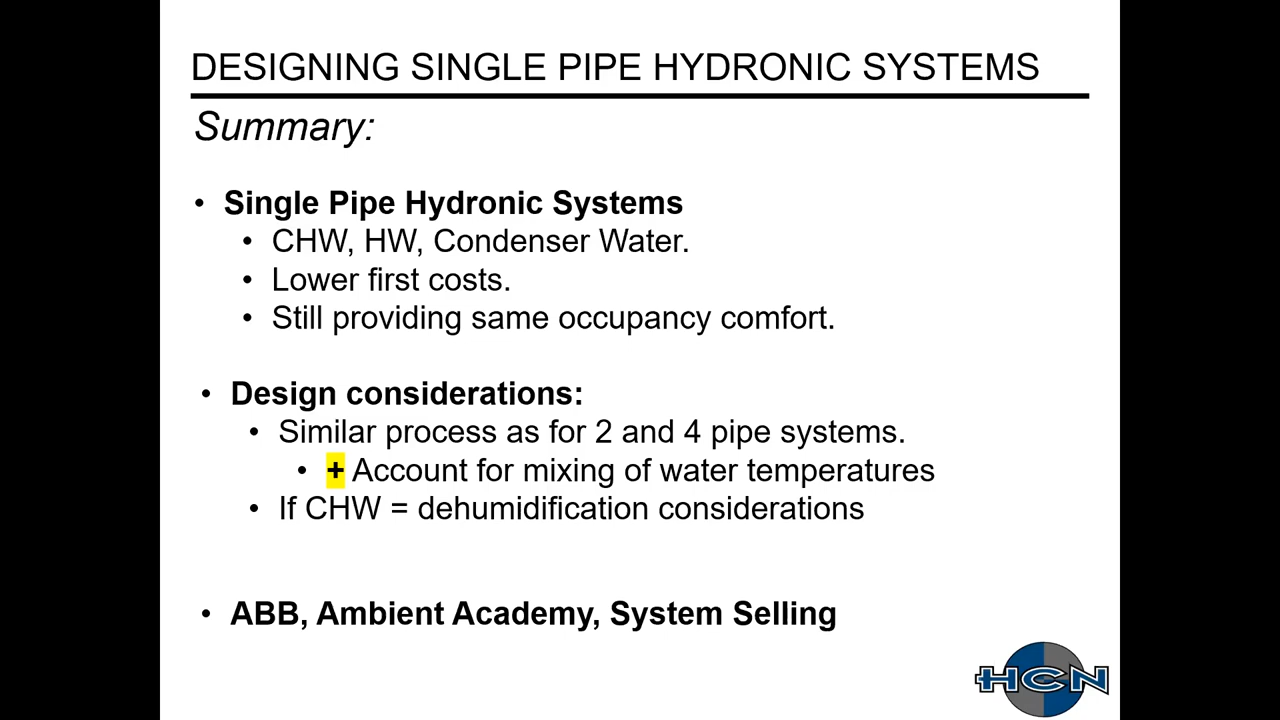 DESIGNING SINGLE PIPE HYDRONIC SYSTEMS
Summary:
• Single Pipe Hydronic Systems
• CHW, HW, Condenser Water.
• Lower first costs.
• Still providing same occupancy comfort.
• Design considerations:
• Similar process as for 2 and 4 pipe systems.
• + Account for mixing of water temperatures
• If CHW = dehumidification considerations
• ABB, Ambient Academy, System Selling
HCN